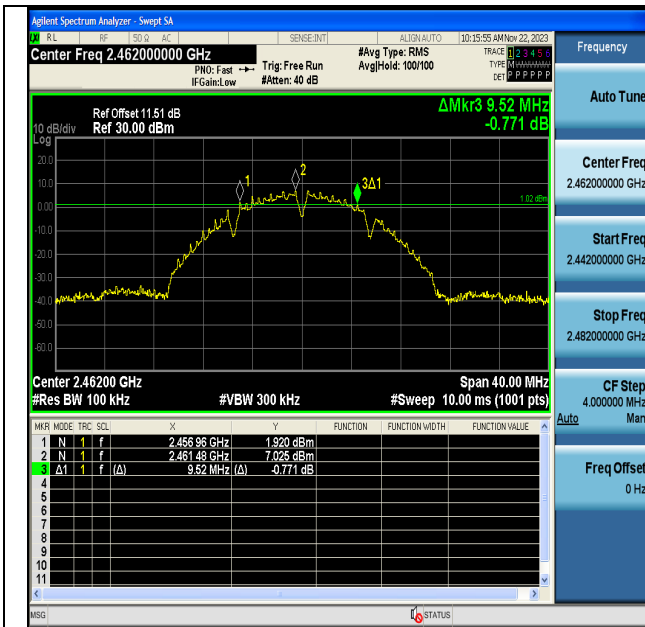 Agilent Spectrum Analyzer - Swept SA
LXI RL RF 50 Ω AC SENSE:INT ALIGN AUTO 10:15:55 AM Nov 22, 2023
Center Freq 2.462000000 GHz #Avg Type: RMS TRACE 1 2 3 4 5 6
PNO: Fast Trig: Free Run Avg|Hold: 100/100 TYPE M
IFGain:Low #Atten: 40 dB DET P P P P P P
ΔMkr3 9.52 MHz
Ref Offset 11.51 dB
10 dB/div Ref 30.00 dBm -0.771 dB
Log
20.0
10.0
0.00
-10.0
-20.0
-30.0
-40.0
-50.0
-60.0
1
2
3Δ1
1.02 dBm
Center 2.46200 GHz Span 40.00 MHz
#Res BW 100 kHz #VBW 300 kHz #Sweep 10.00 ms (1001 pts)
MKR MODE TRC SCL X Y FUNCTION FUNCTION WIDTH FUNCTION VALUE
1 N 1 f 2.456 96 GHz 1.920 dBm
2 N 1 f 2.461 48 GHz 7.025 dBm
3 Δ1 1 f (Δ) 9.52 MHz (Δ) -0.771 dB
4
5
6
7
8
9
10
11
MSG STATUS
Frequency
Auto Tune
Center Freq
2.462000000 GHz
Start Freq
2.442000000 GHz
Stop Freq
2.482000000 GHz
CF Step
4.000000 MHz
Auto Man
Freq Offset
0 Hz